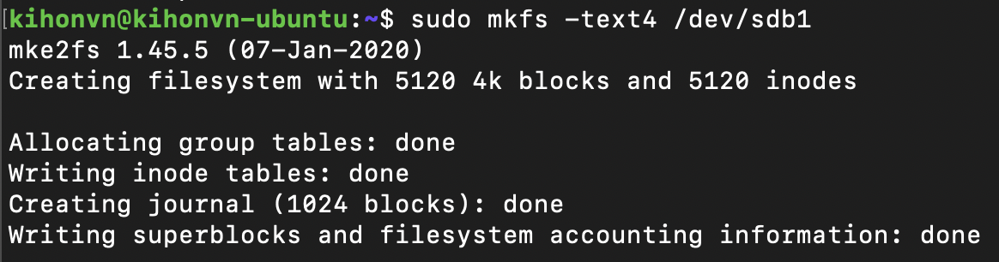 [kihonvn@kihonvn-ubuntu:~$ sudo mkfs -text4 /dev/sdb1
mke2fs 1.45.5 (07-Jan-2020)
Creating filesystem with 5120 4k blocks and 5120 inodes
Allocating group tables: done
Writing inode tables: done
Creating journal (1024 blocks): done
Writing superblocks and filesystem accounting information: done